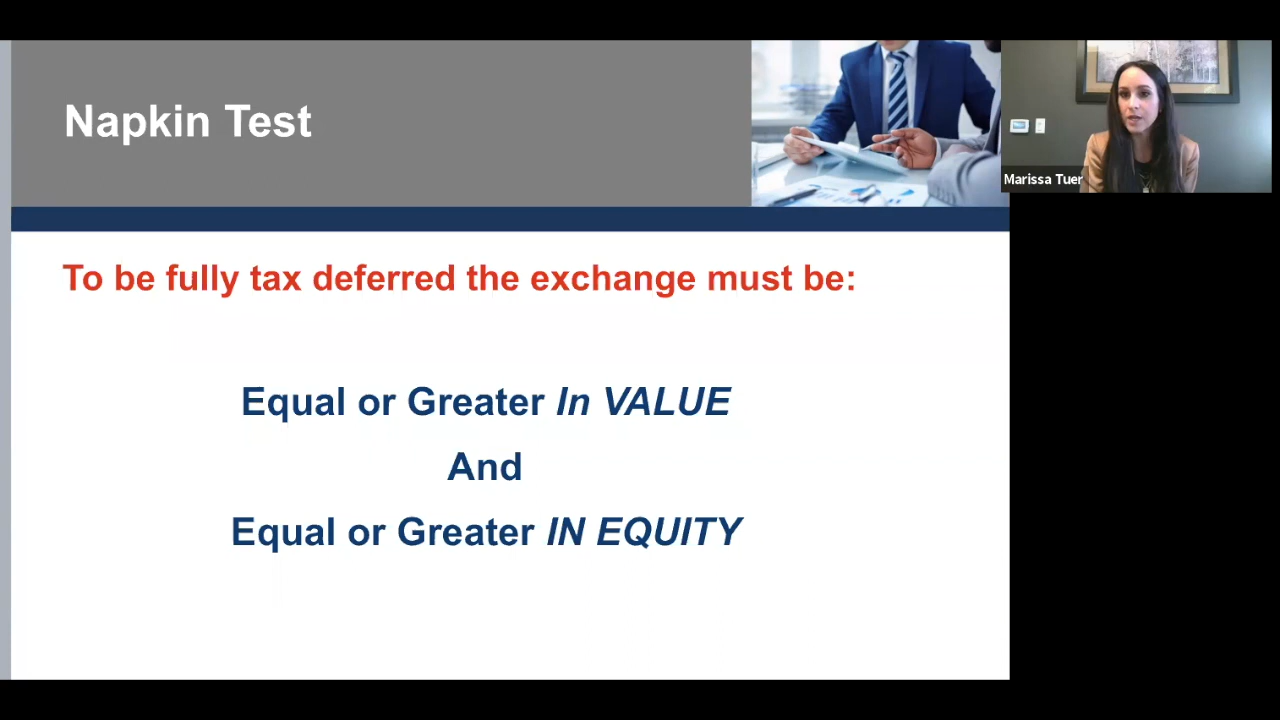 Napkin Test
Marissa Tuer
To be fully tax deferred the exchange must be:
Equal or Greater In VALUE
And
Equal or Greater IN EQUITY